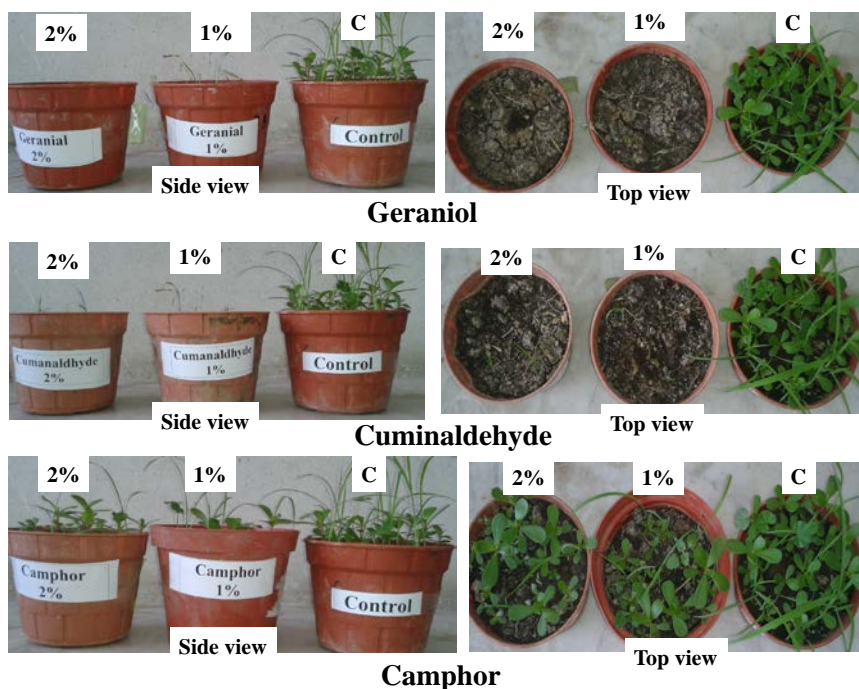 2% 1% C 2% 1% C
Geranial
2%
Geranial
1%
Control
Side view Top view
Geraniol
2% 1% C 2% 1% C
Cumanaldhyde
2%
Cumanaldhyde
1%
Control
Side view Top view
Cuminaldehyde
2% 1% C 2% 1% C
Camphor
2%
Camphor
1%
Control
Side view Top view
Camphor